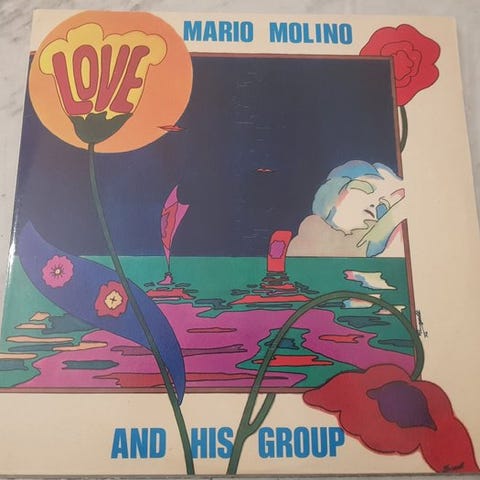 MARIO MOLINO
LOVE
AND HIS GROUP